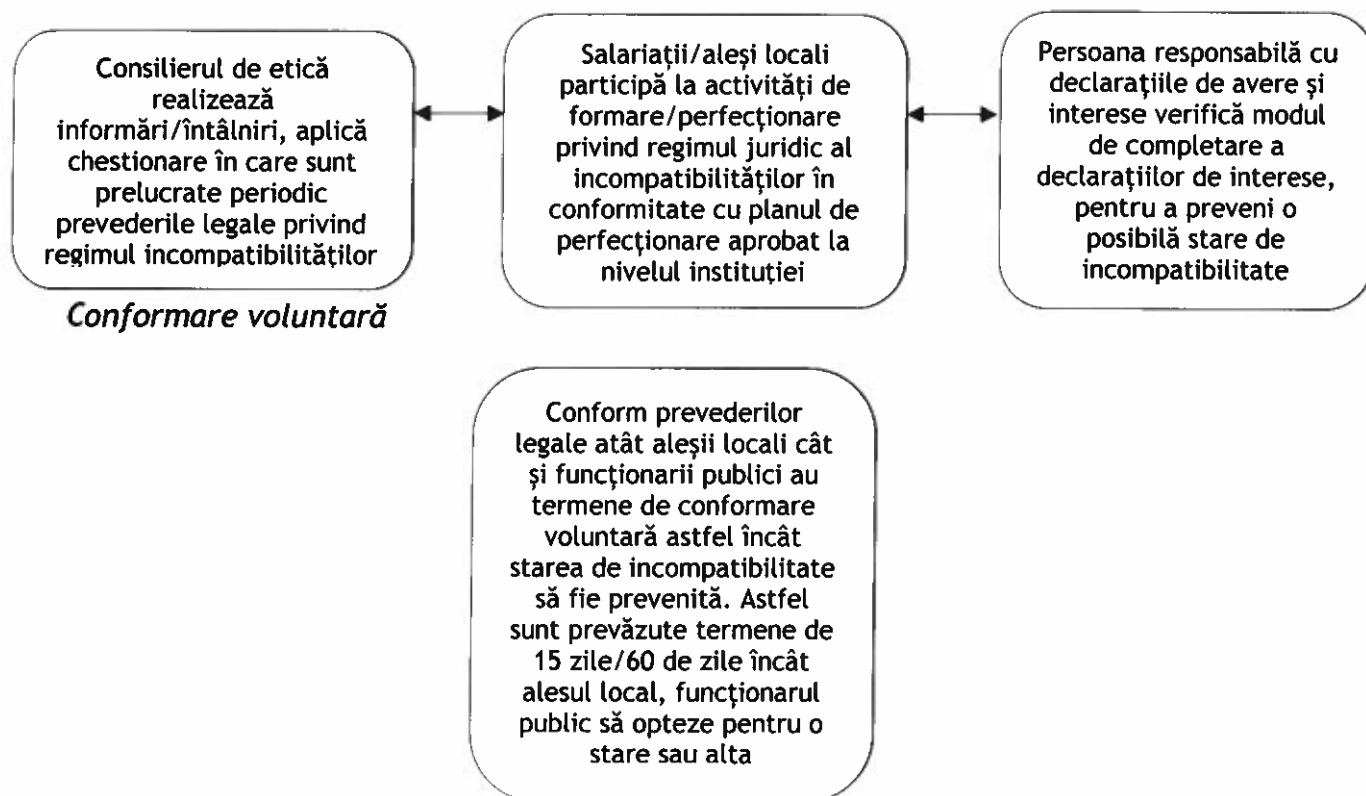 Consilierul de etică
realizează
informări/întâlniri, aplică
chestionare în care sunt
prelucrate periodic
prevederile legale privind
regimul incompatibilităților
Salariații/aleși locali
participă la activități de
formare/perfecționare
privind regimul juridic al
incompatibilităților în
conformitate cu planul de
perfecționare aprobat la
nivelul instituției
Persoana responsabilă cu
declarațiile de avere și
interese verifică modul
de completare a
declarațiilor de interese,
pentru a preveni o
posibilă stare de
incompatibilitate
Conformare voluntară
Conform prevederilor
legale atât aleșii locali cât
și funcționarii publici au
termene de conformare
voluntară astfel încât
starea de incompatibilitate
să fie prevenită. Astfel
sunt prevăzute termene de
15 zile/60 de zile încât
alesul local, funcționarul
public să opteze pentru o
stare sau alta